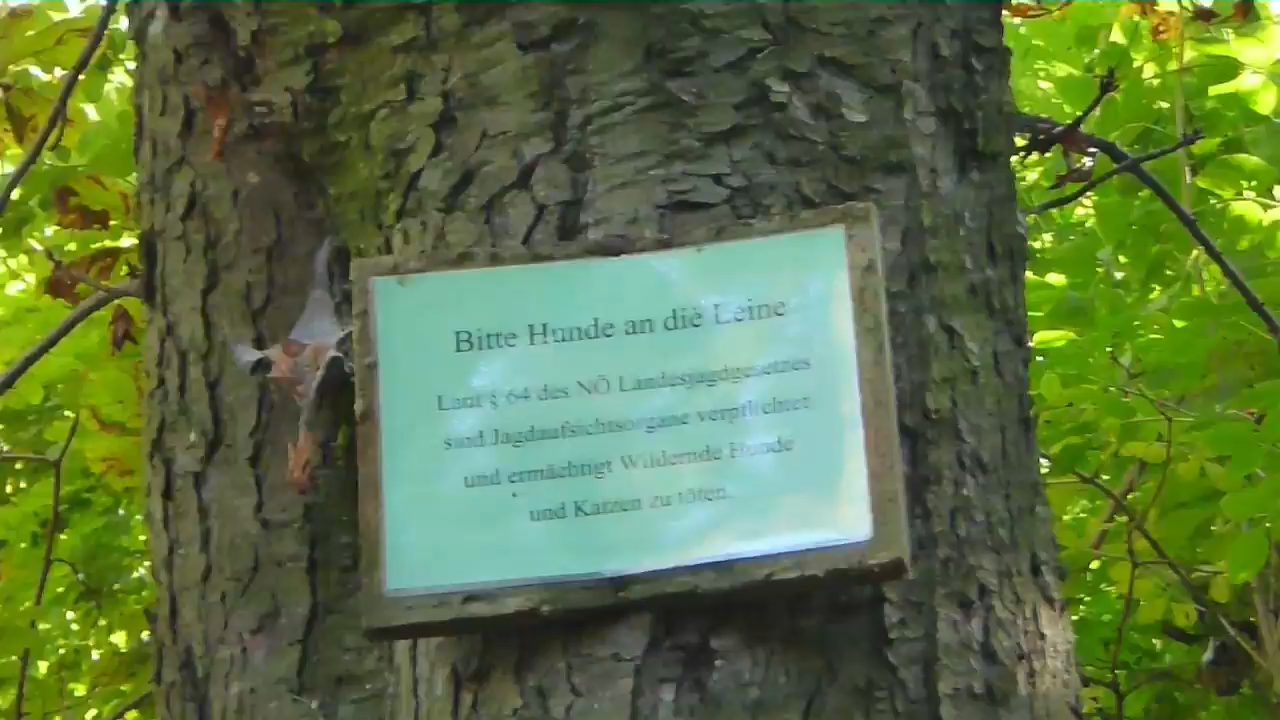 Bitte Hunde an die Leine
Laut § 64 des NÖ Landesjagdgesetzes
sind Jagdaufsichtsorgane verpflichtet
und ermächtigt Wildernde Hunde
und Katzen zu töten.